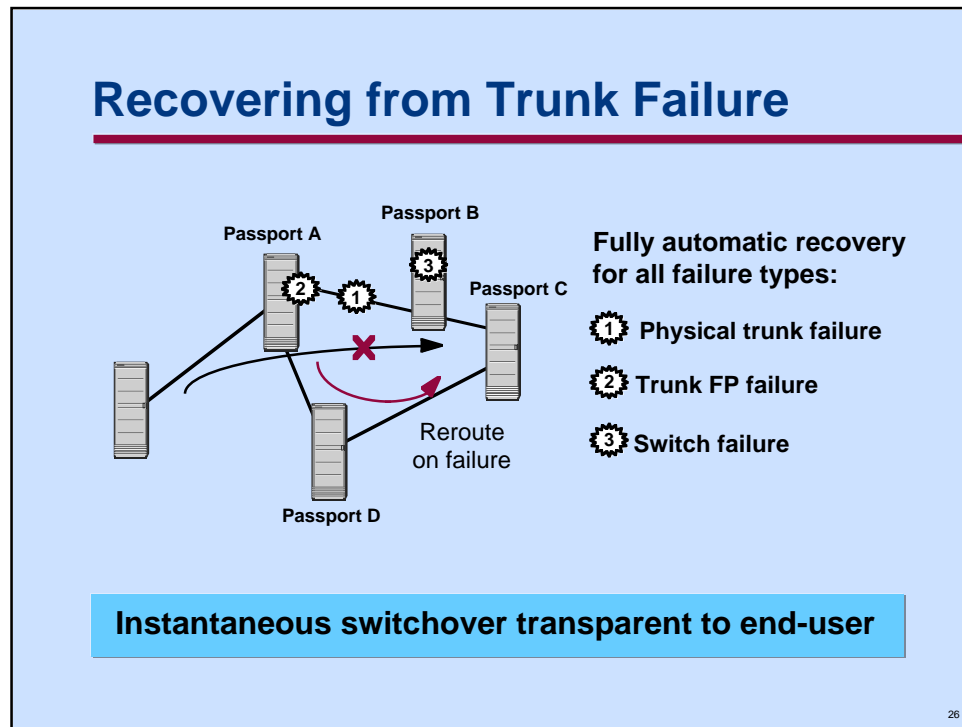 Recovering from Trunk Failure
Passport A
Passport B
Passport C
Passport D
2
1
3
Reroute
on failure
Fully automatic recovery
for all failure types:
1 Physical trunk failure
2 Trunk FP failure
3 Switch failure
Instantaneous switchover transparent to end-user
26